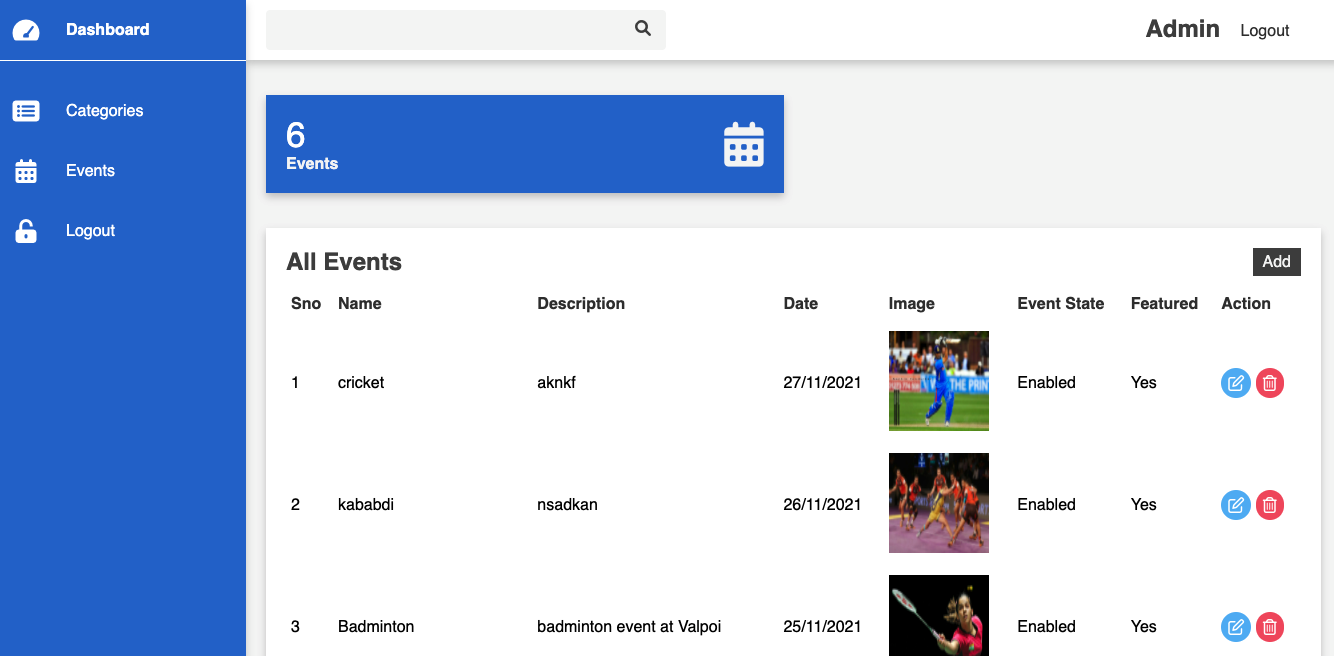 Dashboard
Admin Logout
Categories
Events
Logout
6
Events
All Events
Add
Sno Name Description Date Image Event State Featured Action
1 cricket aknkf 27/11/2021 Enabled Yes
THE PRIN
2 kababdi nsadkan 26/11/2021 Enabled Yes
3 Badminton badminton event at Valpoi 25/11/2021 Enabled Yes